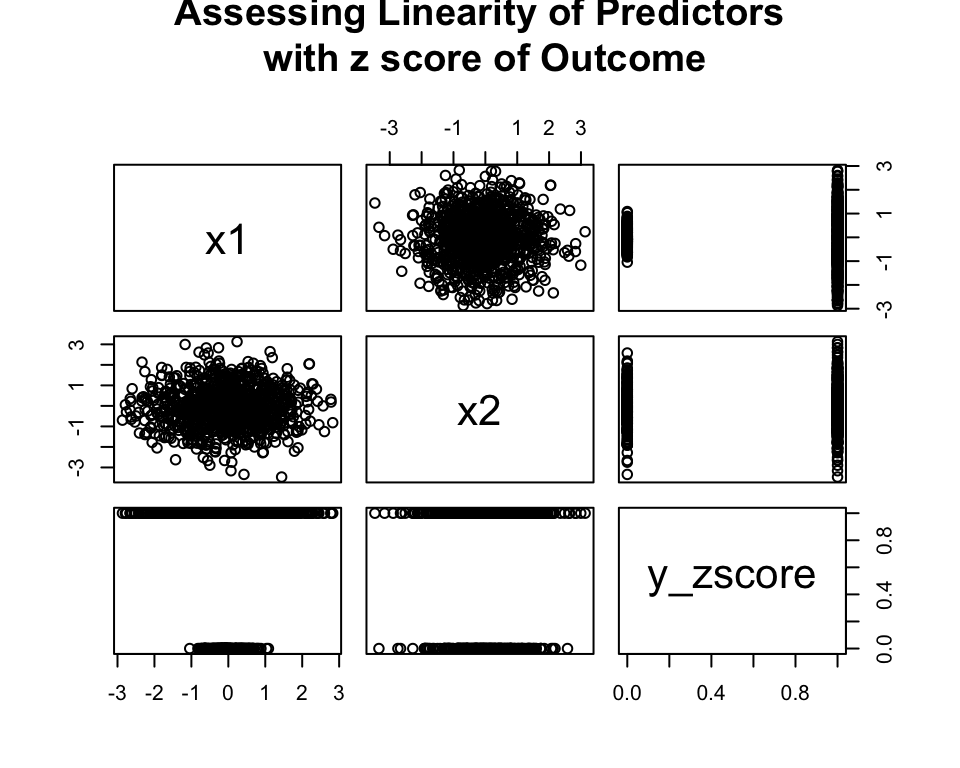 Assessing Linearity of Predictors
with z score of Outcome
-3 -1 1 2 3
x1
3
1
-1
-3
3
1
-1
-3
x2
y_zscore
0.8
0.4
0.0
-3 -2 -1 0 1 2 3
0.0 0.4 0.8